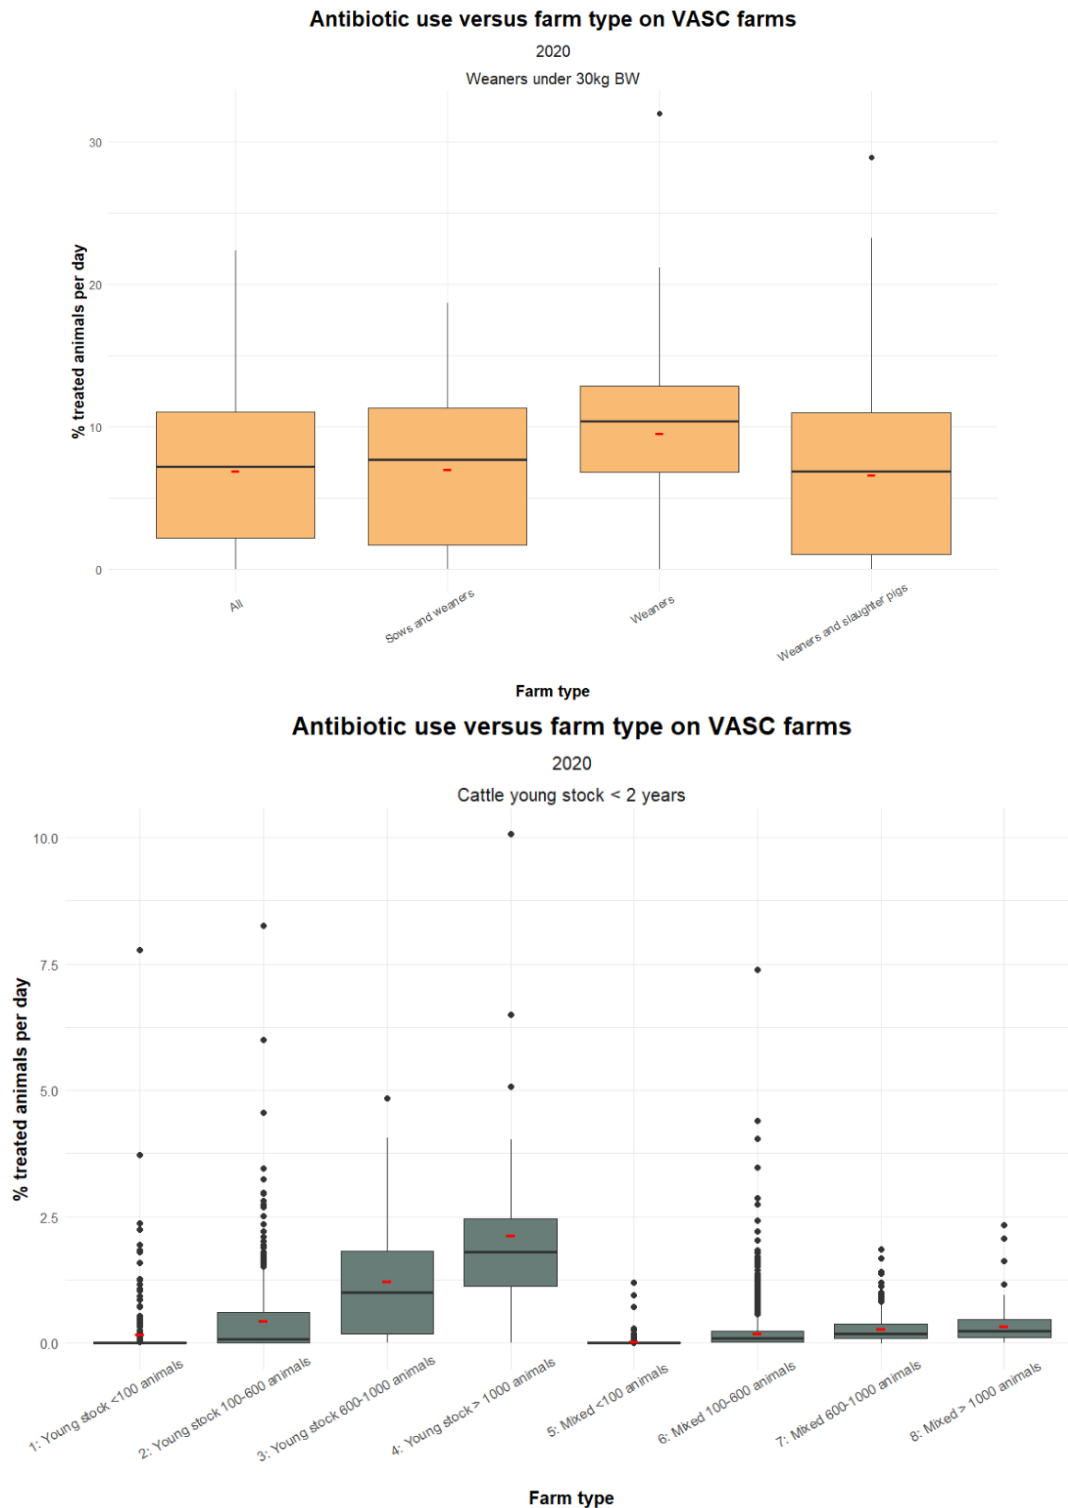 Antibiotic use versus farm type on VASC farms
2020
Weaners under 30kg BW
% treated animals per day
30
20
10
0
All
Sows and weaners
Weaners
Weaners and slaughter pigs
Farm type
Antibiotic use versus farm type on VASC farms
2020
Cattle young stock < 2 years
% treated animals per day
10.0
7.5
5.0
2.5
0.0
1: Young stock <100 animals
2: Young stock 100-600 animals
3: Young stock 600-1000 animals
4: Young stock > 1000 animals
5: Mixed <100 animals
6: Mixed 100-600 animals
7: Mixed 600-1000 animals
8: Mixed > 1000 animals
Farm type